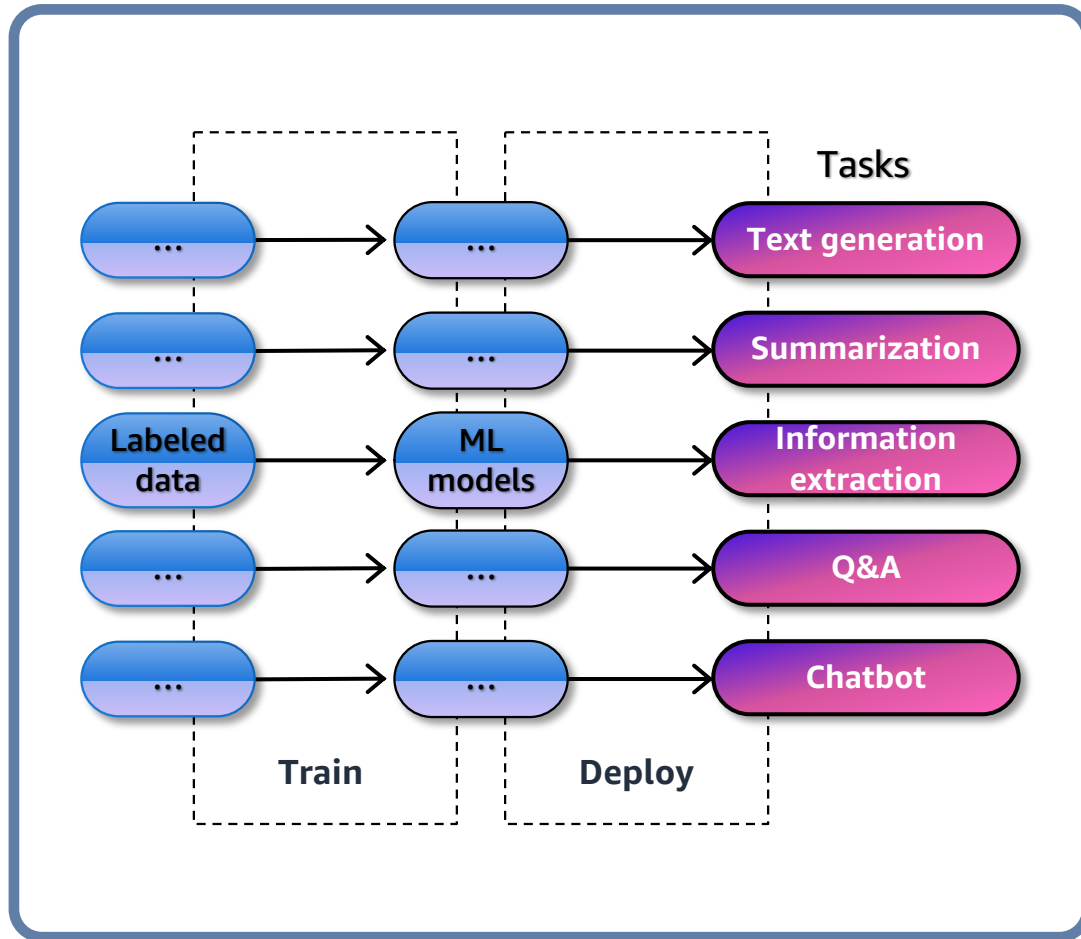 Tasks
... ... Text generation
... ... Summarization
Labeled ML Information
data models extraction
... ... Q&A
... ... Chatbot
Train Deploy